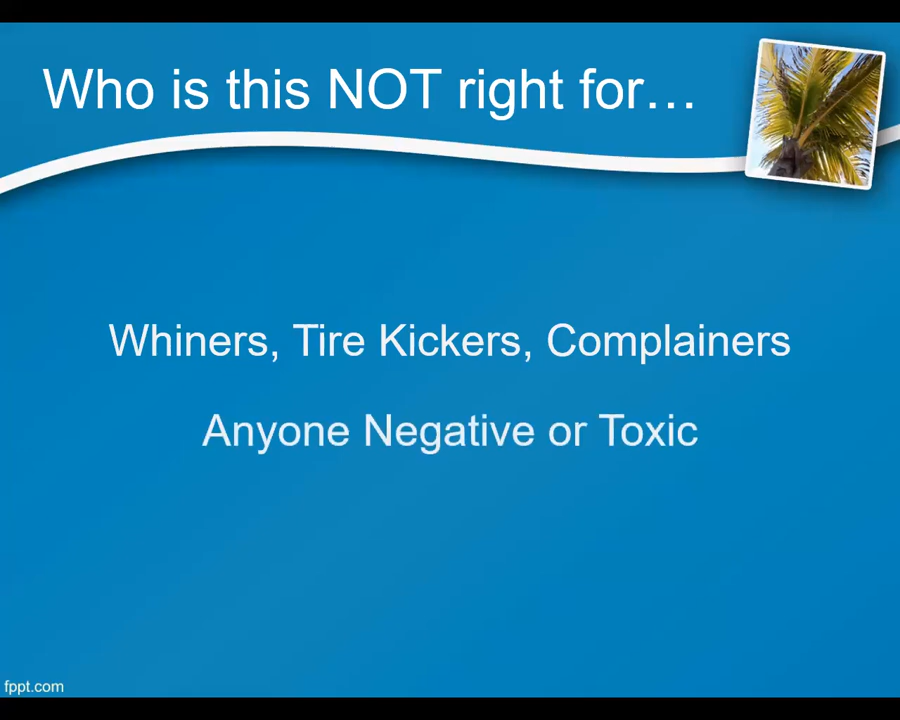 Who is this NOT right for…
Whiners, Tire Kickers, Complainers
Anyone Negative or Toxic
fppt.com